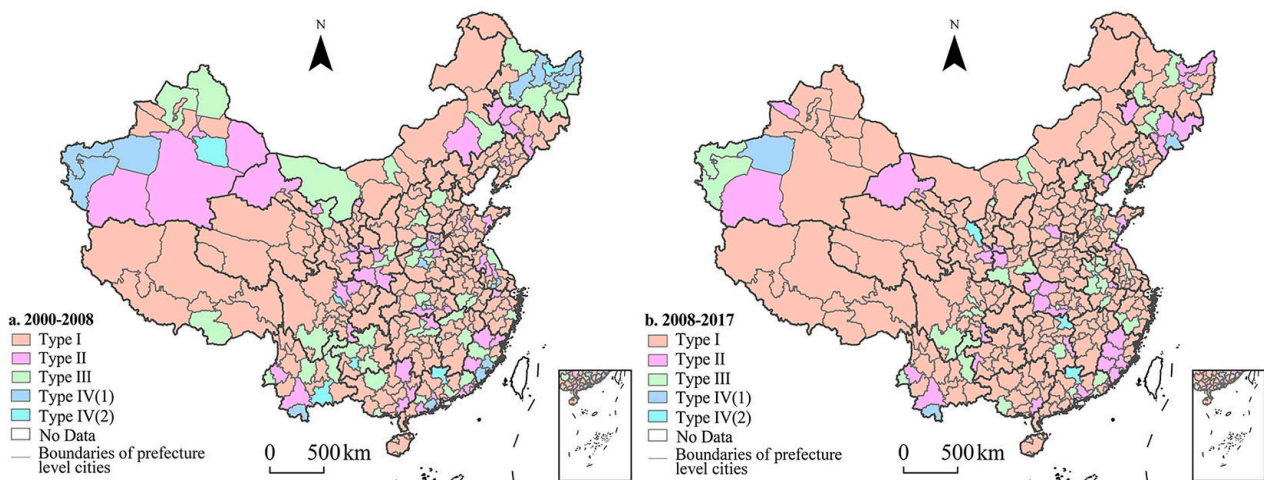 N
a. 2000-2008
Type I
Type II
Type III
Type IV(1)
Type IV(2)
No Data
Boundaries of prefecture
level cities
0 500 km
N
b. 2008-2017
Type I
Type II
Type III
Type IV(1)
Type IV(2)
No Data
Boundaries of prefecture
level cities
0 500 km